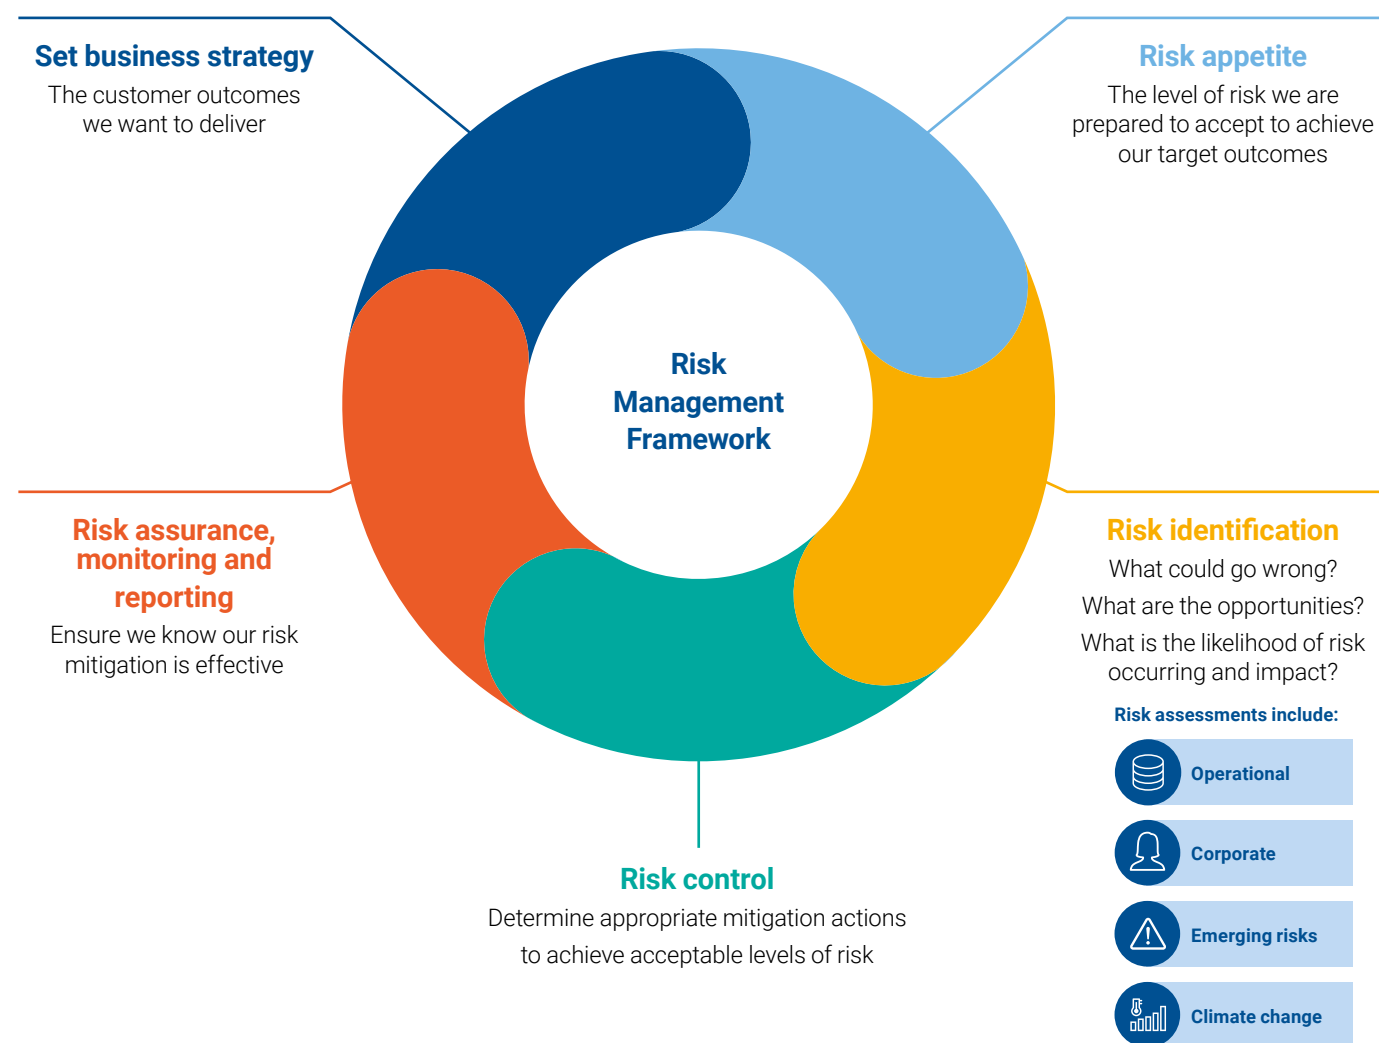 Set business strategy
The customer outcomes
we want to deliver
Risk appetite
The level of risk we are
prepared to accept to achieve
our target outcomes
Risk
Management
Framework
Risk assurance,
monitoring and
reporting
Ensure we know our risk
mitigation is effective
Risk identification
What could go wrong?
What are the opportunities?
What is the likelihood of risk
occurring and impact?
Risk assessments include:
Operational
Corporate
Emerging risks
Climate change
Risk control
Determine appropriate mitigation actions
to achieve acceptable levels of risk